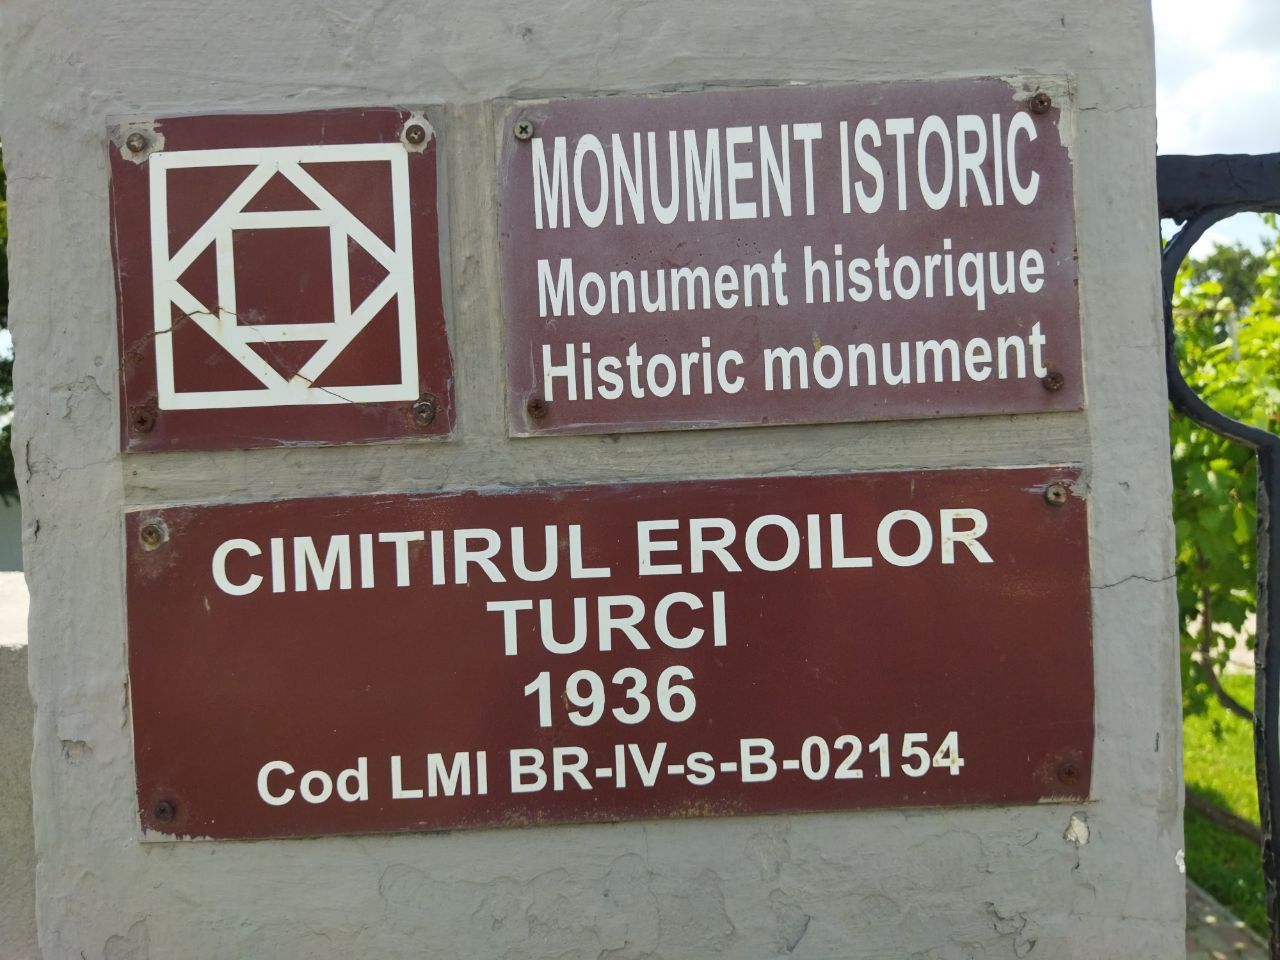 MONUMENT ISTORIC
Monument historique
Historic monument
CIMITIRUL EROILOR
TURCI
1936
Cod LMI BR-IV-s-B-02154